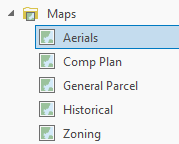 Maps
Aerials
Comp Plan
General Parcel
Historical
Zoning